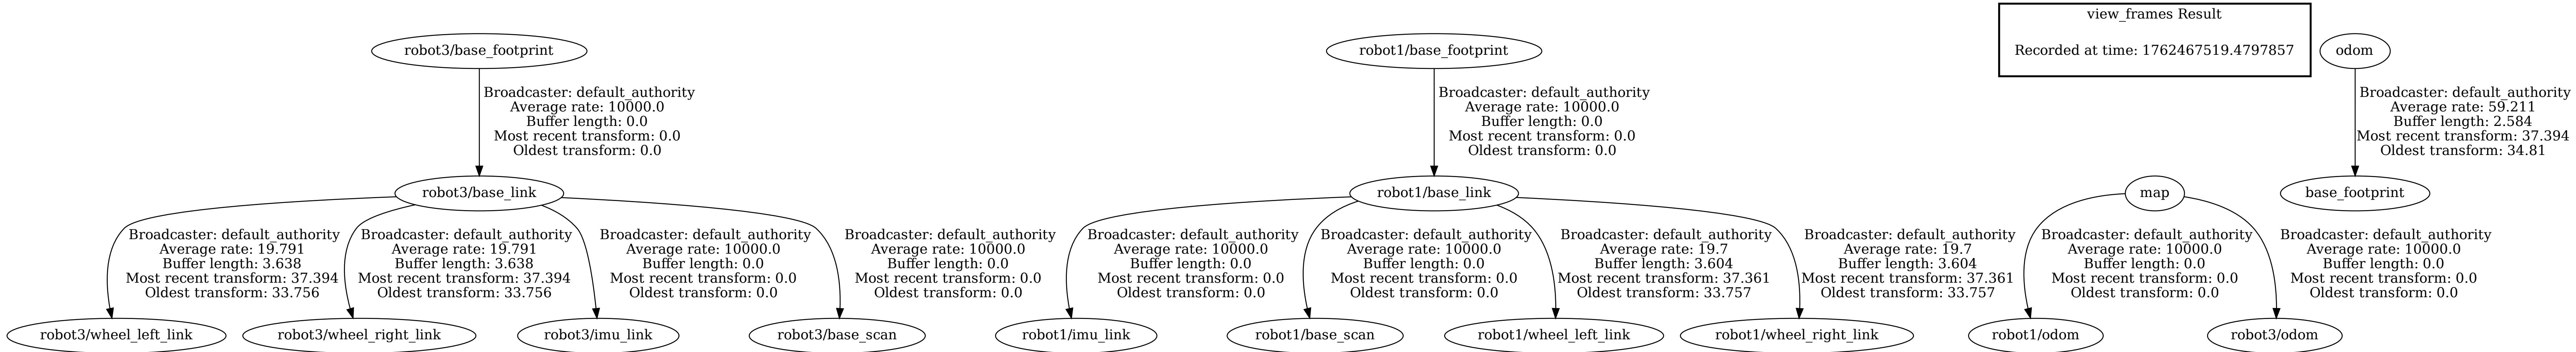 view_frames Result
Recorded at time: 1762467519.4797857
robot3/base_footprint
robot1/base_footprint
odom
Broadcaster: default_authority
Average rate: 10000.0
Buffer length: 0.0
Most recent transform: 0.0
Oldest transform: 0.0
Broadcaster: default_authority
Average rate: 10000.0
Buffer length: 0.0
Most recent transform: 0.0
Oldest transform: 0.0
Broadcaster: default_authority
Average rate: 59.211
Buffer length: 2.584
Most recent transform: 37.394
Oldest transform: 34.81
robot3/base_link
robot1/base_link
map
base_footprint
Broadcaster: default_authority
Average rate: 19.791
Buffer length: 3.638
Most recent transform: 37.394
Oldest transform: 33.756
Broadcaster: default_authority
Average rate: 19.791
Buffer length: 3.638
Most recent transform: 37.394
Oldest transform: 33.756
Broadcaster: default_authority
Average rate: 10000.0
Buffer length: 0.0
Most recent transform: 0.0
Oldest transform: 0.0
Broadcaster: default_authority
Average rate: 10000.0
Buffer length: 0.0
Most recent transform: 0.0
Oldest transform: 0.0
Broadcaster: default_authority
Average rate: 10000.0
Buffer length: 0.0
Most recent transform: 0.0
Oldest transform: 0.0
Broadcaster: default_authority
Average rate: 10000.0
Buffer length: 0.0
Most recent transform: 0.0
Oldest transform: 0.0
Broadcaster: default_authority
Average rate: 19.7
Buffer length: 3.604
Most recent transform: 37.361
Oldest transform: 33.757
Broadcaster: default_authority
Average rate: 19.7
Buffer length: 3.604
Most recent transform: 37.361
Oldest transform: 33.757
Broadcaster: default_authority
Average rate: 10000.0
Buffer length: 0.0
Most recent transform: 0.0
Oldest transform: 0.0
Broadcaster: default_authority
Average rate: 10000.0
Buffer length: 0.0
Most recent transform: 0.0
Oldest transform: 0.0
robot3/wheel_left_link
robot3/wheel_right_link
robot3/imu_link
robot3/base_scan
robot1/imu_link
robot1/base_scan
robot1/wheel_left_link
robot1/wheel_right_link
robot1/odom
robot3/odom